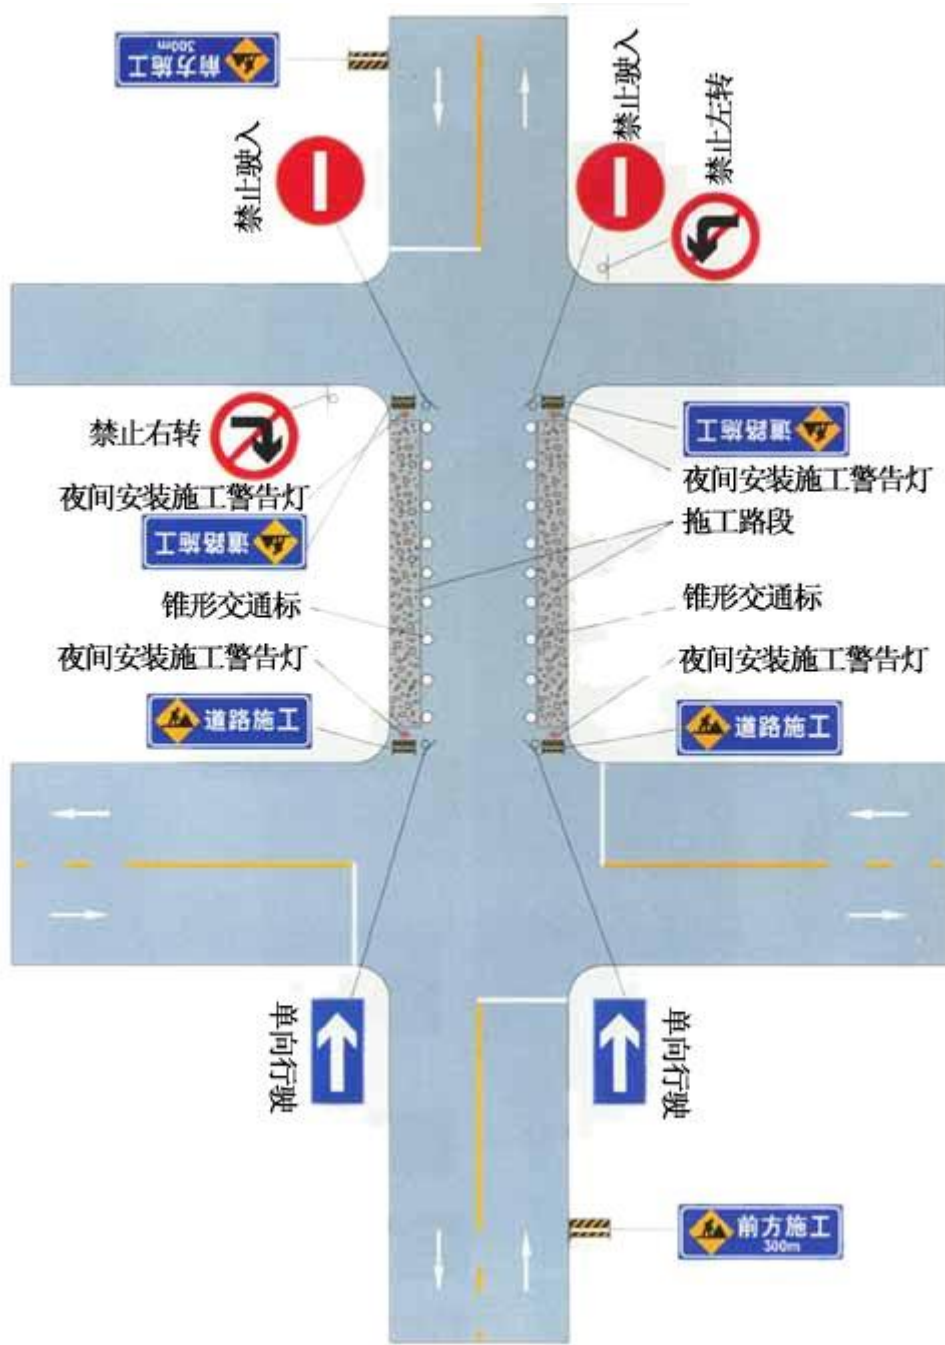 前方施工
300m
禁止驶入
禁止驶入
禁止左转
禁止右转
道路施工
夜间安装施工警告灯
夜间安装施工警告灯
道路施工
拖工路段
锥形交通标
锥形交通标
夜间安装施工警告灯
夜间安装施工警告灯
道路施工
道路施工
单向行驶
单向行驶
前方施工
300m